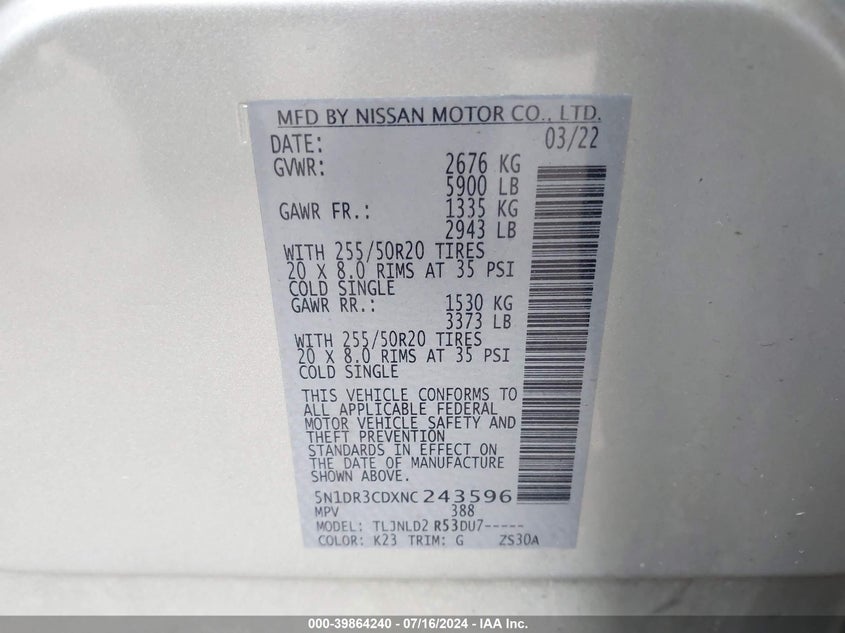 MFD BY NISSAN MOTOR CO., LTD.
DATE: 03/22
GVWR: 2676 KG
5900 LB
GAWR FR.: 1335 KG
2943 LB
WITH 255/50R20 TIRES
20 X 8.0 RIMS AT 35 PSI
COLD SINGLE
GAWR RR.: 1530 KG
3373 LB
WITH 255/50R20 TIRES
20 X 8.0 RIMS AT 35 PSI
COLD SINGLE
THIS VEHICLE CONFORMS TO
ALL APPLICABLE FEDERAL
MOTOR VEHICLE SAFETY AND
THEFT PREVENTION
STANDARDS IN EFFECT ON
THE DATE OF MANUFACTURE
SHOWN ABOVE.
5N1DR3CDXNC243596
MPV 388
MODEL: TLJNLD2 R53DU7-----
COLOR: K23 TRIM: G ZS30A
000-39864240 - 07/16/2024 - IAA Inc.